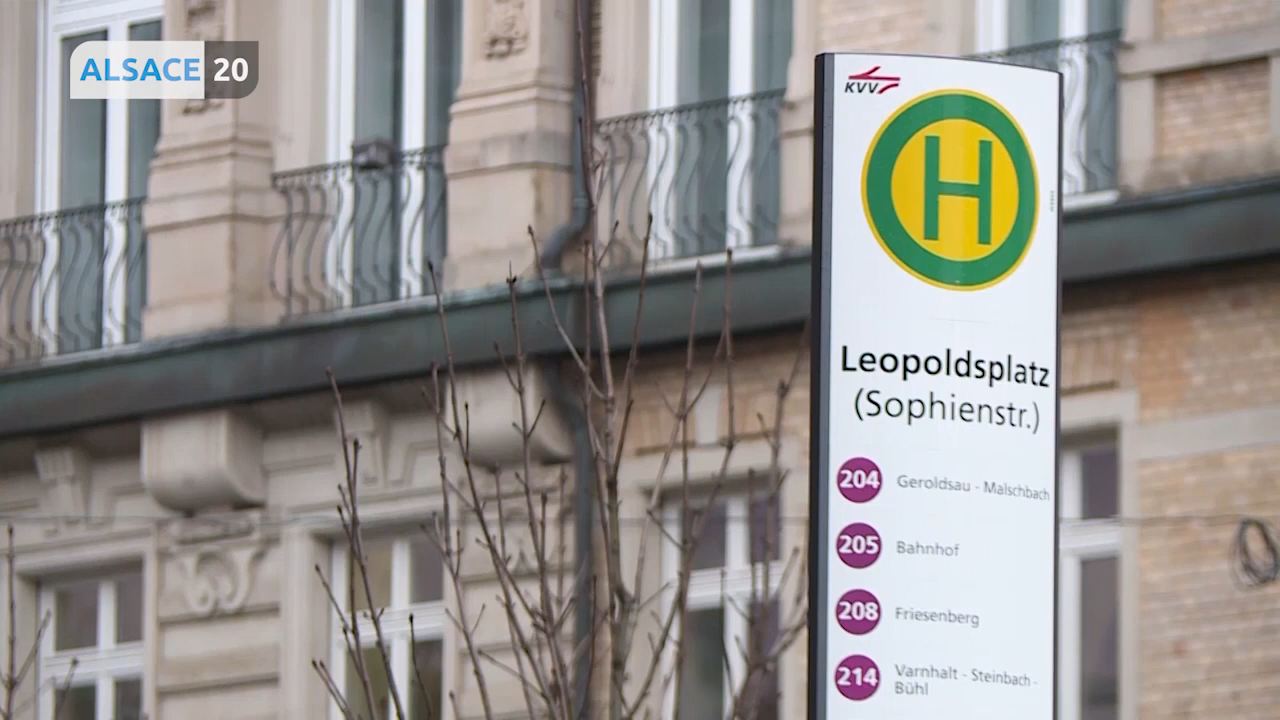 ALSACE 20
KVV
H
Leopoldsplatz
(Sophienstr.)
204 Geroldsau - Malschbach
205 Bahnhof
208 Friesenberg
214 Varnhalt - Steinbach -
Bühl